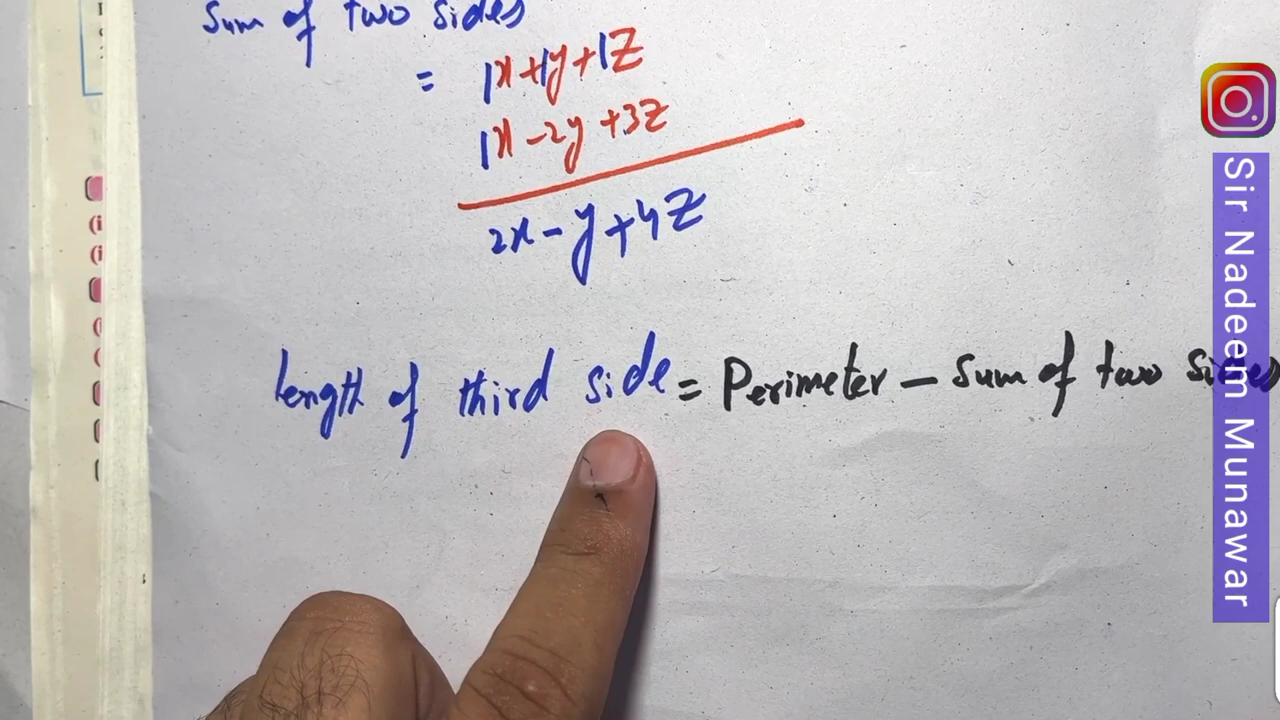 Sum of two sides
= 1x+1y+1z
1x-2y+3z
2x-y+4z
length of third side = Perimeter - Sum of two sides
Sir Nadeem Munawar